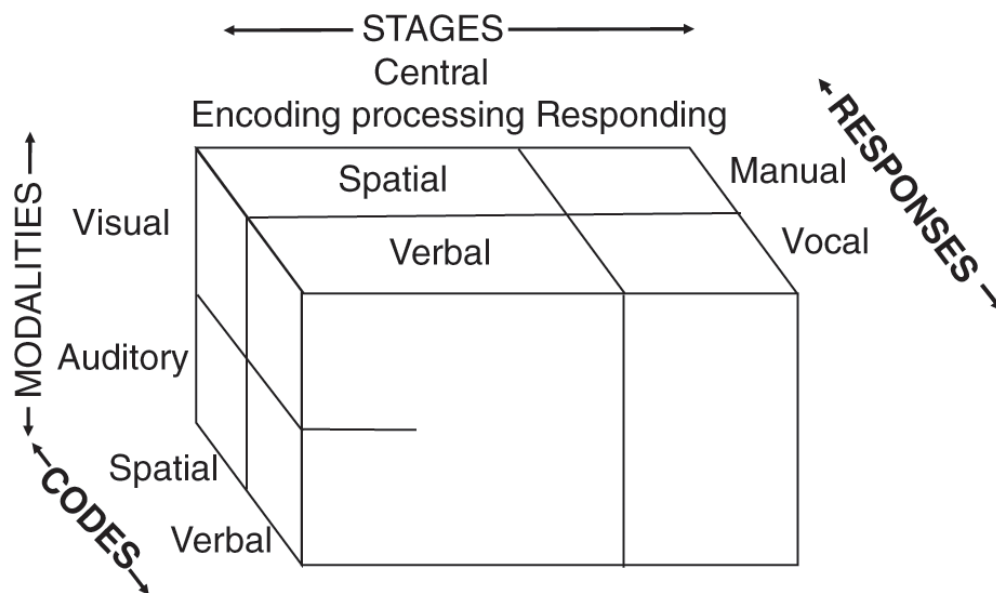 STAGES
Central
Encoding processing Responding
RESPONSES
MODALITIES
Spatial
Manual
Visual
Verbal
Vocal
Auditory
Spatial
CODES
Verbal